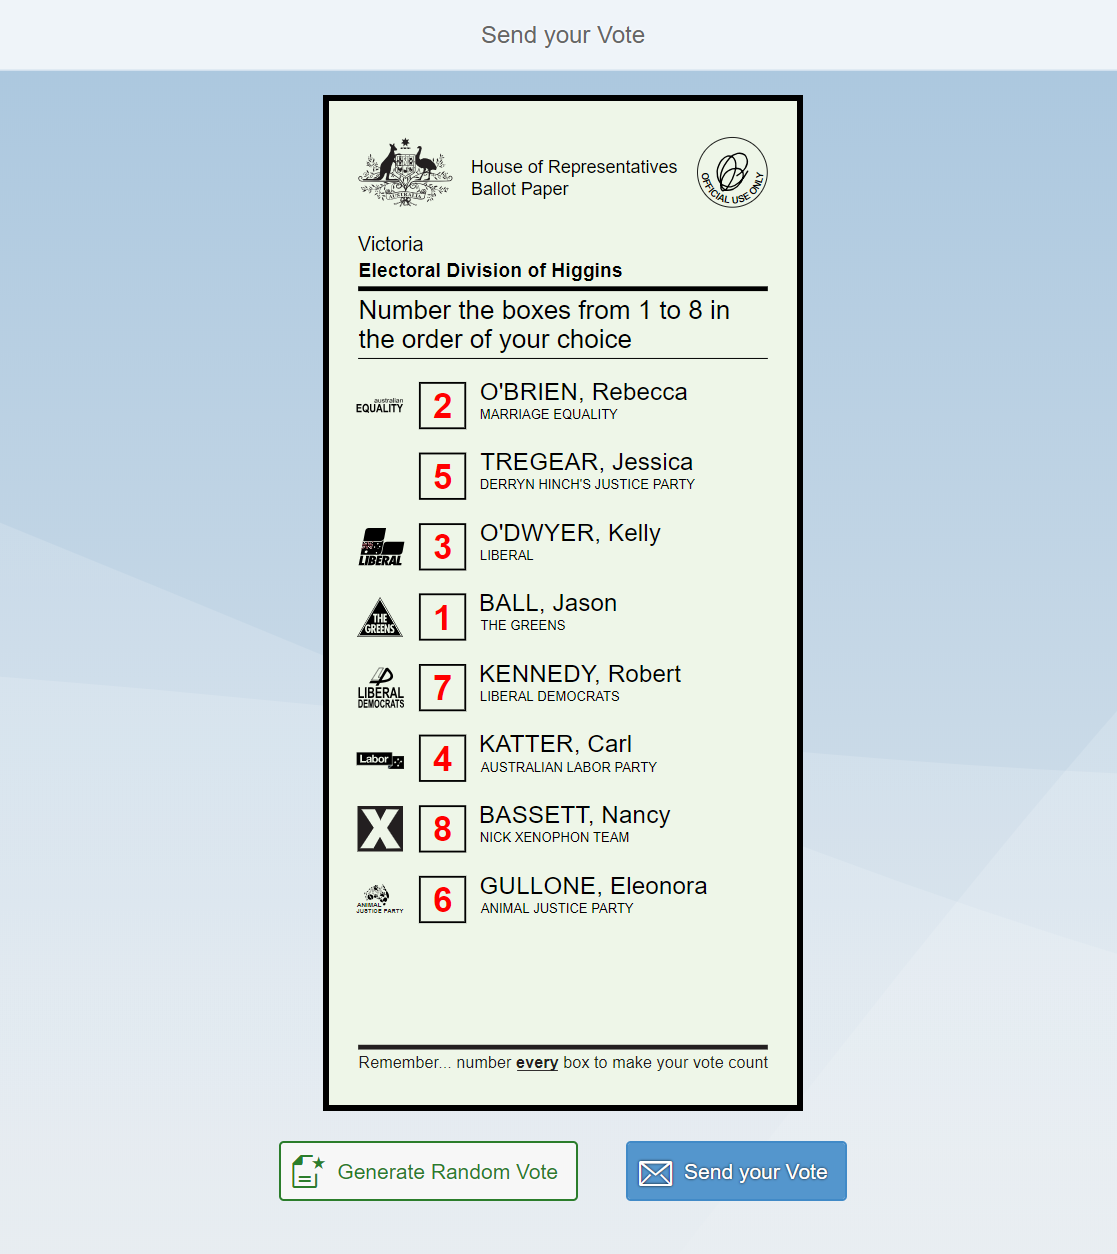 Send your Vote
House of Representatives
Ballot Paper
AUSTRALIA
OFFICIAL USE ONLY
Victoria
Electoral Division of Higgins
Number the boxes from 1 to 8 in
the order of your choice
australian
EQUALITY
2
O'BRIEN, Rebecca
MARRIAGE EQUALITY
5
TREGEAR, Jessica
DERRYN HINCH'S JUSTICE PARTY
LIBERAL
3
O'DWYER, Kelly
LIBERAL
THE
GREENS
1
BALL, Jason
THE GREENS
LIBERAL
DEMOCRATS
7
KENNEDY, Robert
LIBERAL DEMOCRATS
Labor
4
KATTER, Carl
AUSTRALIAN LABOR PARTY
X
8
BASSETT, Nancy
NICK XENOPHON TEAM
ANIMAL
JUSTICE PARTY
6
GULLONE, Eleonora
ANIMAL JUSTICE PARTY
Remember... number every box to make your vote count
Generate Random Vote
Send your Vote